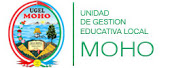 UGEL
MOHO
UNIDAD
DE GESTION
EDUCATIVA LOCAL
MOHO